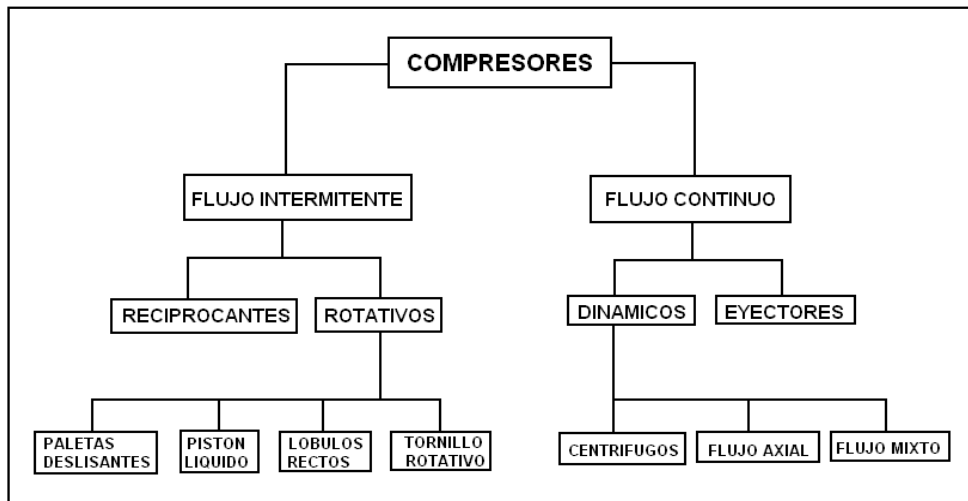 COMPRESORES
FLUJO INTERMITENTE
FLUJO CONTINUO
RECIPROCANTES
ROTATIVOS
DINAMICOS
EYECTORES
PALETAS
DESLISANTES
PISTON
LIQUIDO
LOBULOS
RECTOS
TORNILLO
ROTATIVO
CENTRIFUGOS
FLUJO AXIAL
FLUJO MIXTO